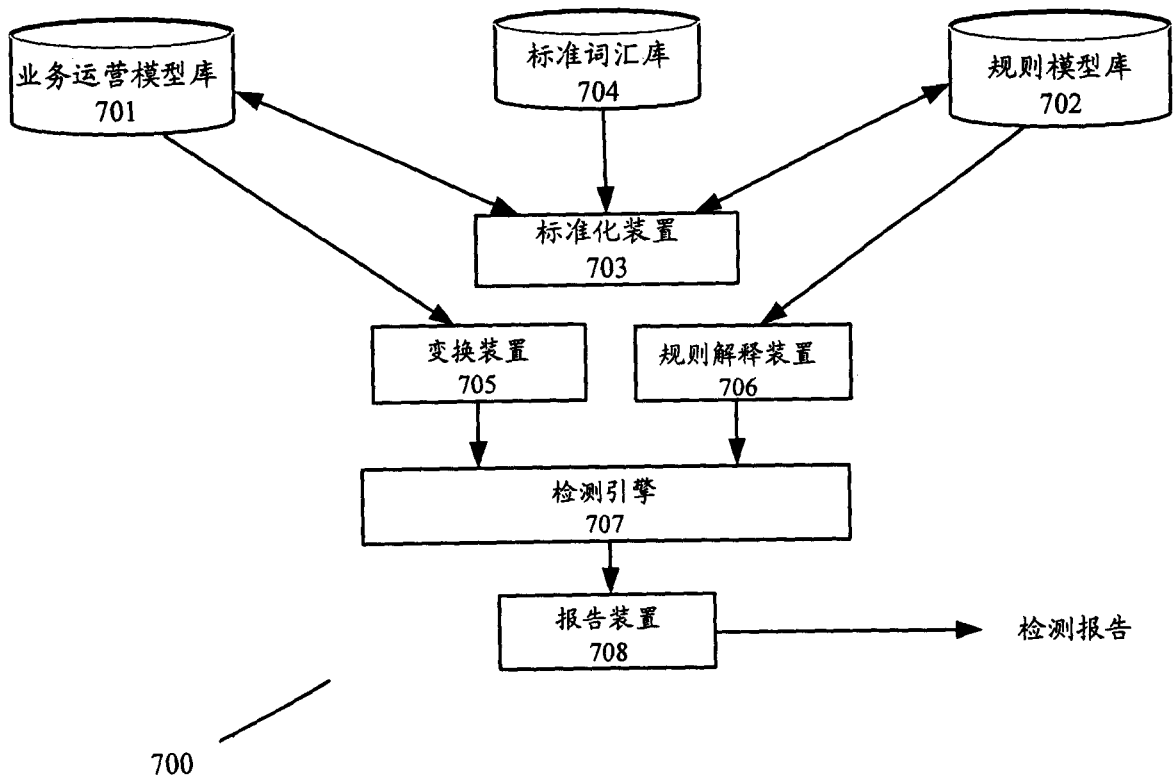 业务运营模型库
701
标准词汇库
704
规则模型库
702
标准化装置
703
变换装置
705
规则解释装置
706
检测引擎
707
报告装置
708
检测报告
700